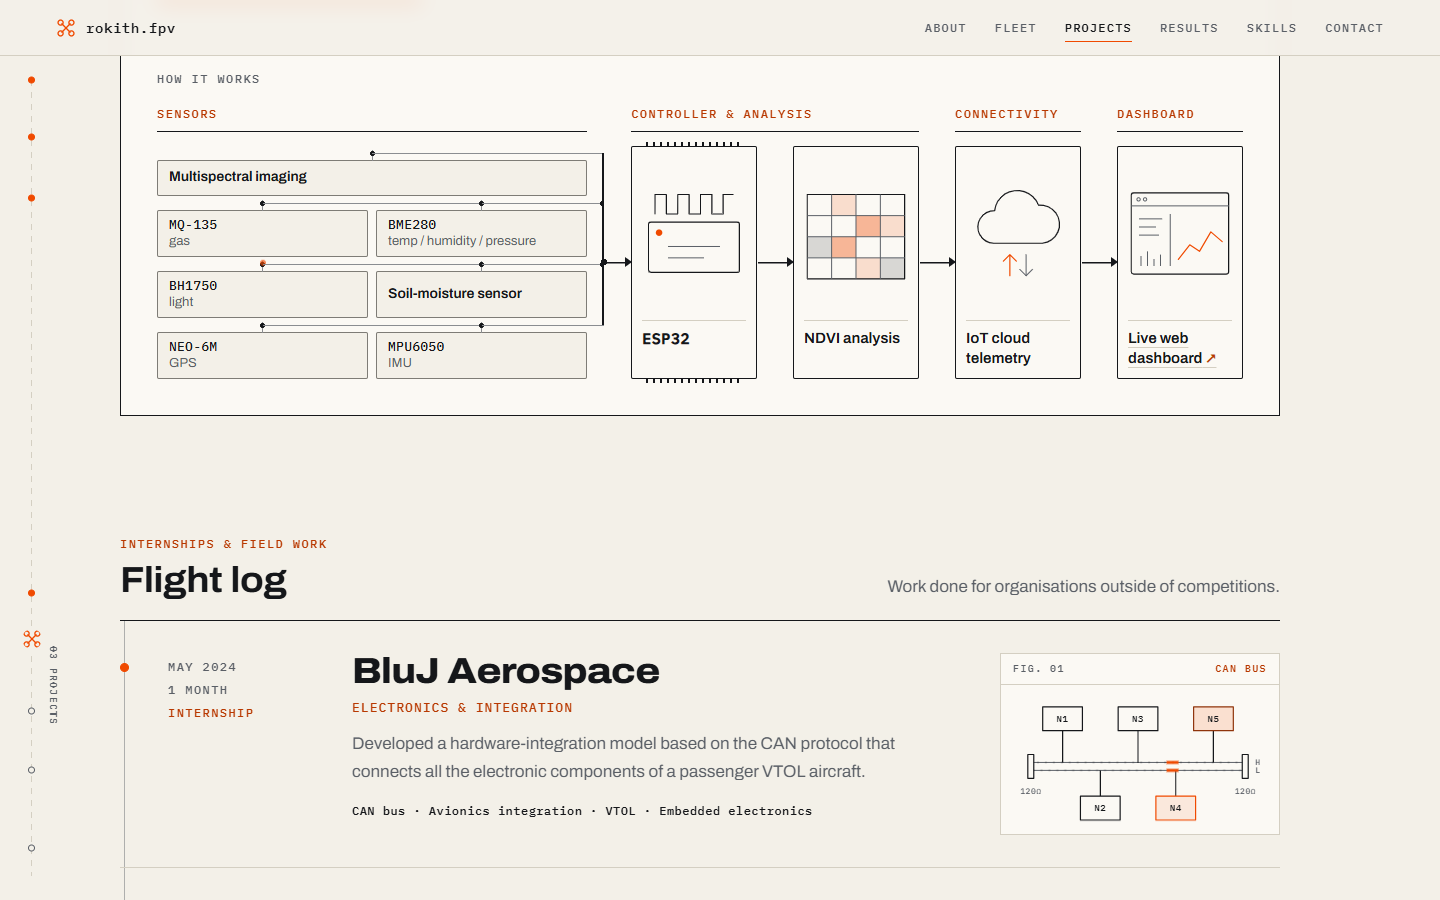 rokith.fpv
ABOUT FLEET PROJECTS RESULTS SKILLS CONTACT
HOW IT WORKS
SENSORS
Multispectral imaging
MQ-135
gas
BME280
temp / humidity / pressure
BH1750
light
Soil-moisture sensor
NEO-6M
GPS
MPU6050
IMU
CONTROLLER & ANALYSIS
ESP32
NDVI analysis
CONNECTIVITY
IoT cloud
telemetry
DASHBOARD
Live web
dashboard ↗
03 PROJECTS
INTERNSHIPS & FIELD WORK
Flight log
Work done for organisations outside of competitions.
MAY 2024
1 MONTH
INTERNSHIP
BluJ Aerospace
ELECTRONICS & INTEGRATION
Developed a hardware-integration model based on the CAN protocol that
connects all the electronic components of a passenger VTOL aircraft.
CAN bus · Avionics integration · VTOL · Embedded electronics
FIG. 01 CAN BUS
N1 N3 N5
H
L
120Ω 120Ω
N2 N4